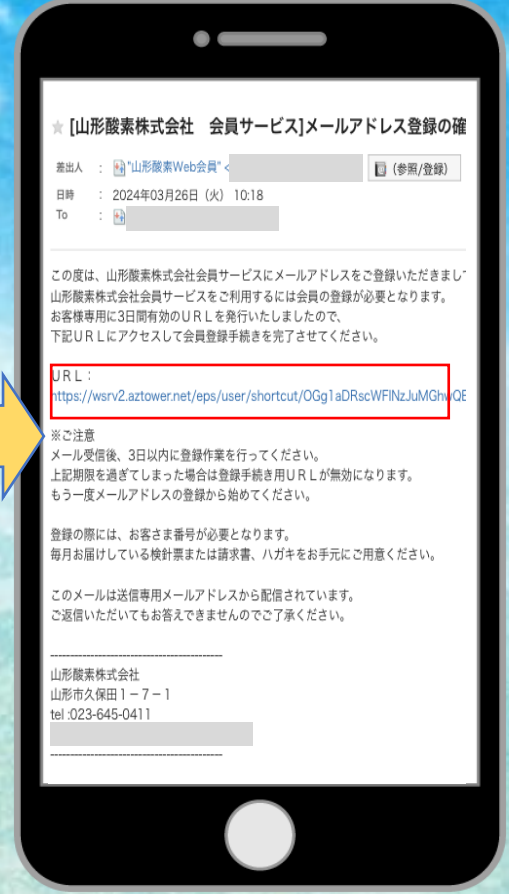 ★ [山形酸素株式会社　会員サービス]メールアドレス登録の確
差出人 : "山形酸素Web会員" <
(参照/登録)
日時 : 2024年03月26日（火） 10:18
To :
この度は、山形酸素株式会社会員サービスにメールアドレスをご登録いただきまし
山形酸素株式会社会員サービスをご利用するには会員の登録が必要となります。
お客様専用に3日間有効のＵＲＬを発行いたしましたので、
下記ＵＲＬにアクセスして会員登録手続きを完了させてください。
ＵＲＬ：
https://wsrv2.aztower.net/eps/user/shortcut/OGg1aDRscWFlNzJuMGhwQE
※ご注意
メール受信後、3日以内に登録作業を行ってください。
上記期限を過ぎてしまった場合は登録手続き用ＵＲＬが無効になります。
もう一度メールアドレスの登録から始めてください。
登録の際には、お客さま番号が必要となります。
毎月お届けしている検針票または請求書、ハガキをお手元にご用意ください。
このメールは送信専用メールアドレスから配信されています。
ご返信いただいてもお答えできませんのでご了承ください。
-------------------------------------------
山形酸素株式会社
山形市久保田１－７－１
tel :023-645-0411
-------------------------------------------